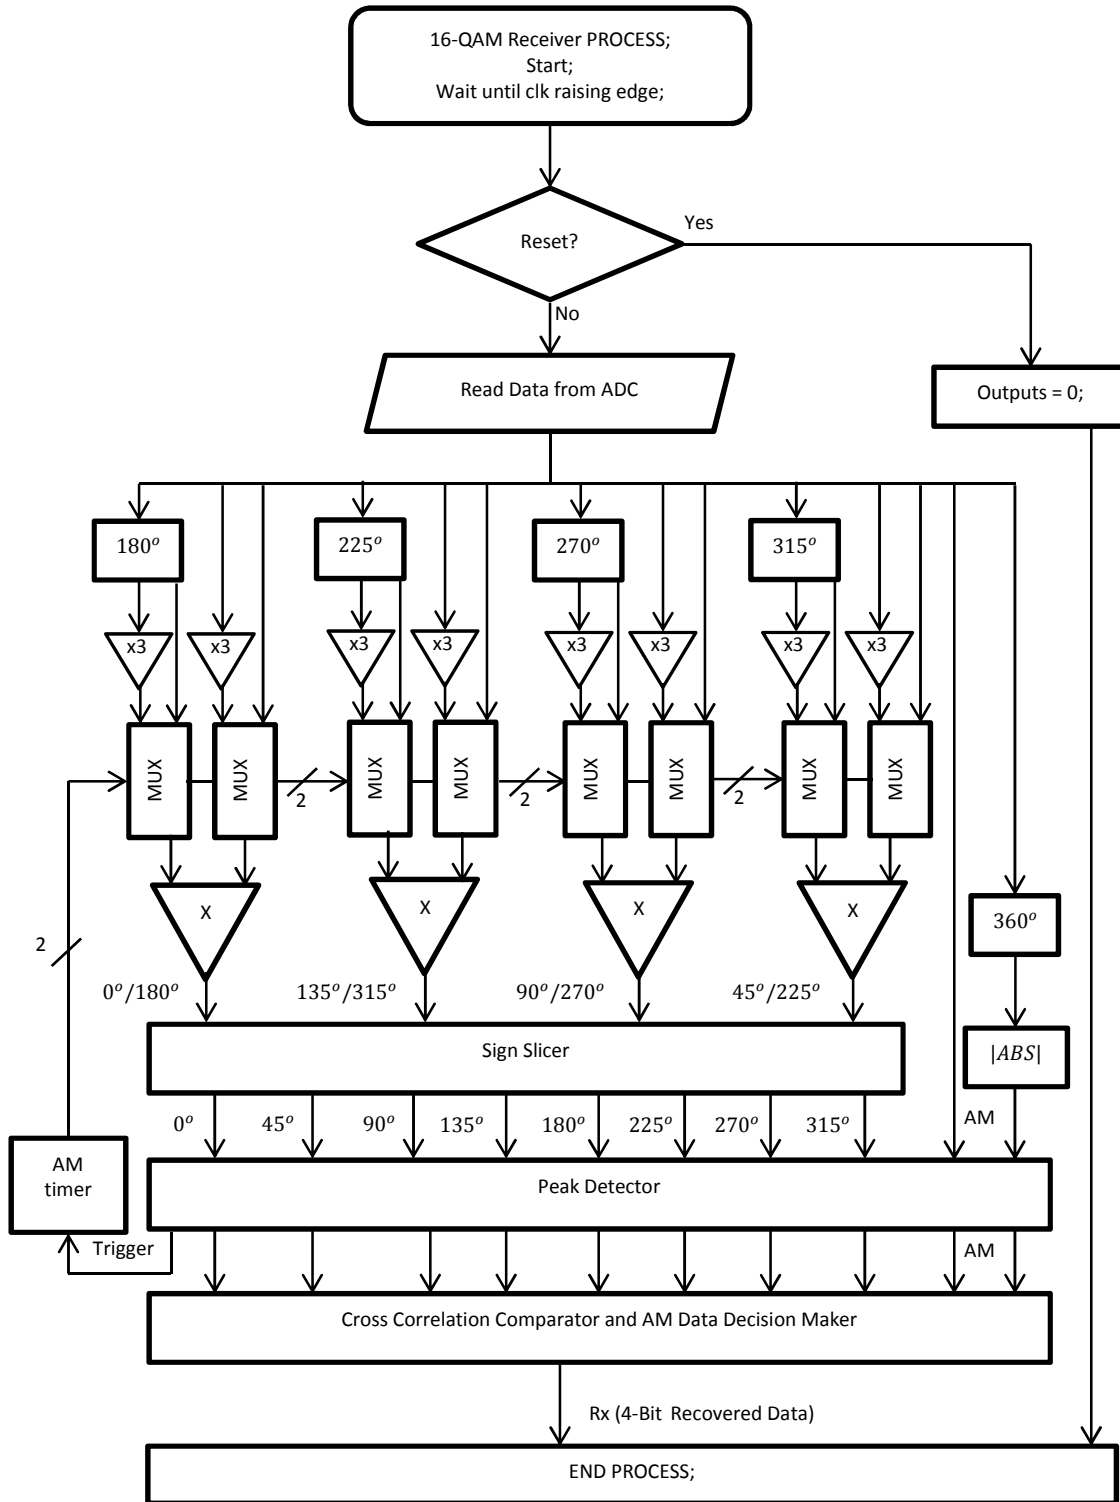 16-QAM Receiver PROCESS;
Start;
Wait until clk raising edge;
Reset?
Yes
No
Read Data from ADC
Outputs = 0;
180°
225°
270°
315°
x3
x3
x3
x3
x3
x3
x3
x3
MUX
MUX
MUX
MUX
MUX
MUX
MUX
MUX
2
2
2
X
X
X
X
360°
2
0°/180°
135°/315°
90°/270°
45°/225°
Sign Slicer
|ABS|
0°
45°
90°
135°
180°
225°
270°
315°
AM
AM
timer
Peak Detector
Trigger
AM
Cross Correlation Comparator and AM Data Decision Maker
Rx (4-Bit Recovered Data)
END PROCESS;